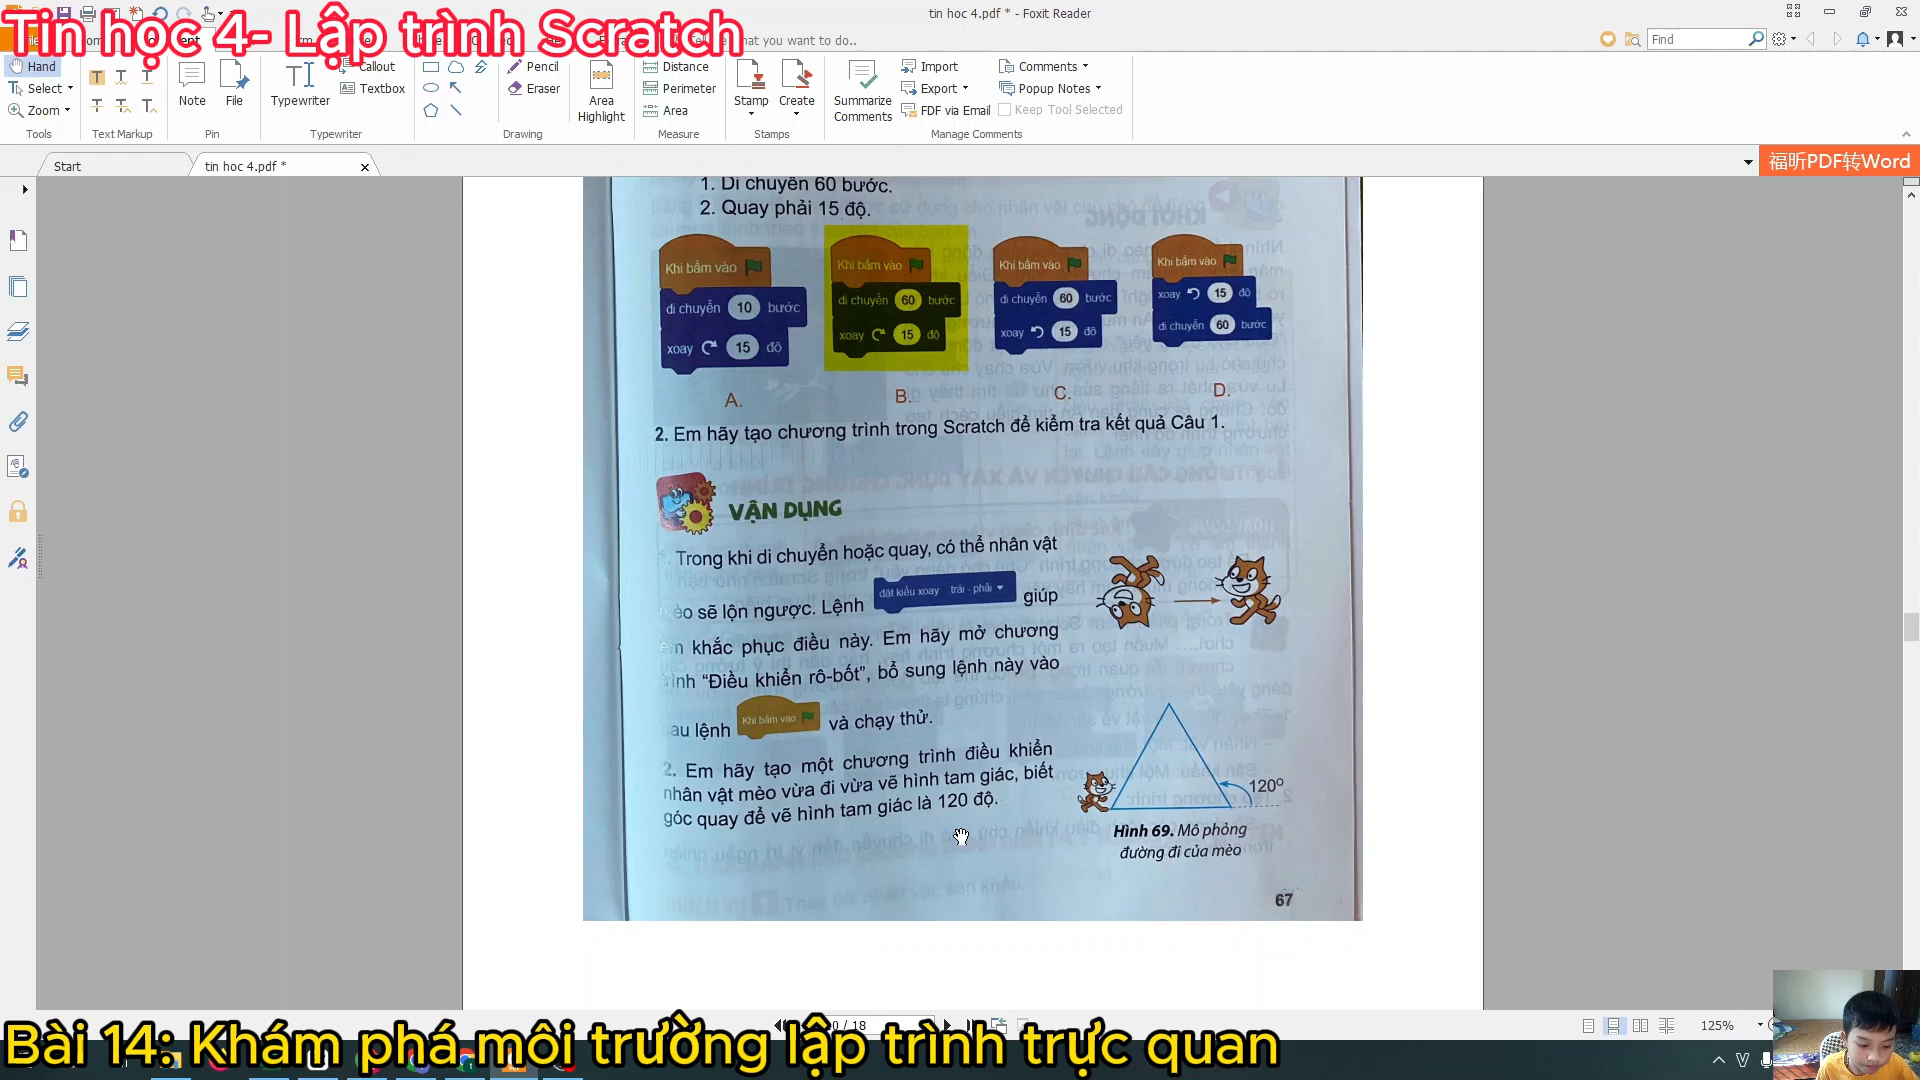 tin hoc 4.pdf * - Foxit Reader
Tin học 4- Lập trình Scratch
hat you want to do..
Find
Hand
Select
Zoom
Tools
Text Markup
Note
File
Pin
Typewriter
Callout
Textbox
Typewriter
Pencil
Eraser
Drawing
Area Highlight
Distance
Perimeter
Area
Measure
Stamp
Create
Stamps
Summarize Comments
Import
Export
FDF via Email
Comments
Popup Notes
Keep Tool Selected
Manage Comments
Start
tin hoc 4.pdf *
福昕PDF转Word
1. Di chuyển 60 bước.
2. Quay phải 15 độ.
Khi bấm vào
di chuyển 10 bước
xoay 15 độ
A.
Khi bấm vào
di chuyển 60 bước
xoay 15 độ
B.
Khi bấm vào
di chuyển 60 bước
xoay 15 độ
C.
Khi bấm vào
xoay 15 độ
di chuyển 60 bước
D.
2. Em hãy tạo chương trình trong Scratch để kiểm tra kết quả Câu 1.
VẬN DỤNG
Trong khi di chuyển hoặc quay, có thể nhân vật
mèo sẽ lộn ngược. Lệnh đặt kiểu xoay trái - phải giúp
em khắc phục điều này. Em hãy mở chương
trình “Điều khiển rô-bốt”, bổ sung lệnh này vào
sau lệnh Khi bấm vào và chạy thử.
2. Em hãy tạo một chương trình điều khiển
nhân vật mèo vừa đi vừa vẽ hình tam giác, biết
góc quay để vẽ hình tam giác là 120 độ.
120º
Hình 69. Mô phỏng
đường đi của mèo
67
/ 18
125%
Bài 14: Khám phá môi trường lập trình trực quan